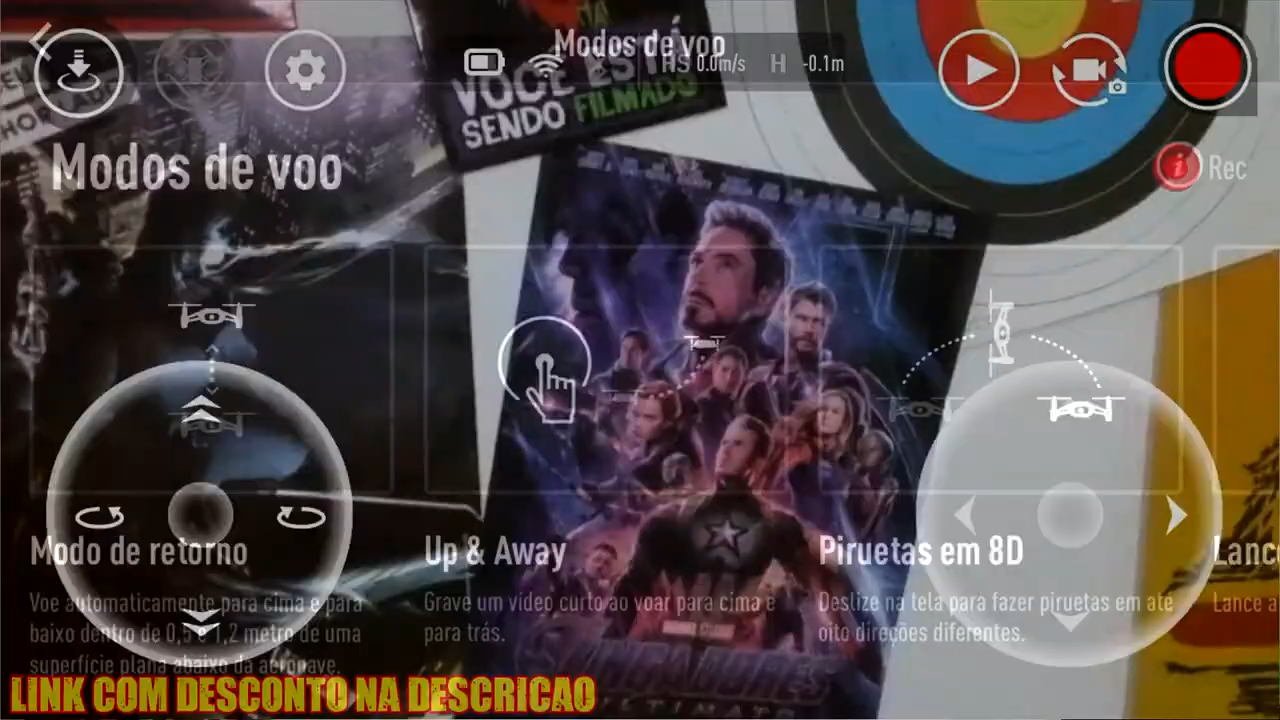 Modos de voo
HS 0.0m/s H -0.1m
VOCÊ ESTÁ
SENDO FILMADO
Rec
Modos de voo
Modo de retorno
Voe automaticamente para cima e para
baixo dentro de 0,5 e 1,2 metro de uma
superfície plana abaixo da aeronave.
Up & Away
Grave um vídeo curto ao voar para cima e
para trás.
Piruetas em 8D
Deslize na tela para fazer piruetas em até
oito direções diferentes.
Lance a
LINK COM DESCONTO NA DESCRICAO